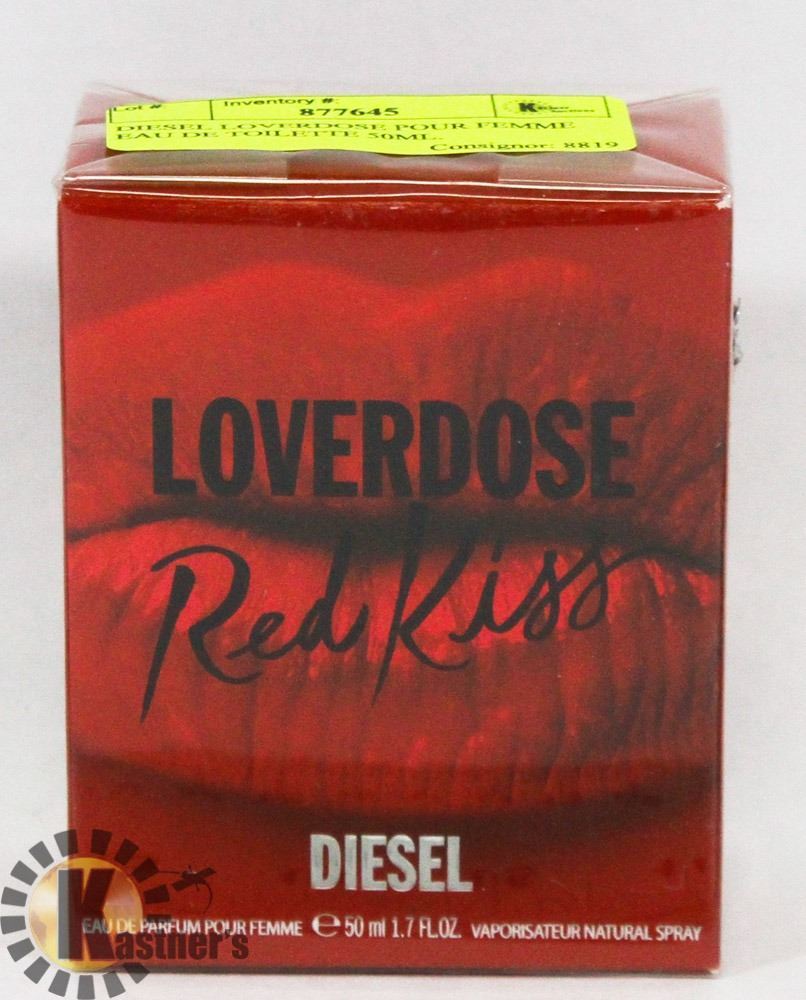 Lot #
Inventory #:
877645
DIESEL LOVERDOSE POUR FEMME
EAU DE TOILETTE 50ML.
Consignor: 8819
LOVERDOSE
Red Kiss
DIESEL
EAU DE PARFUM POUR FEMME ℮ 50 ml 1.7 FL.OZ. VAPORISATEUR NATURAL SPRAY
Kastner's